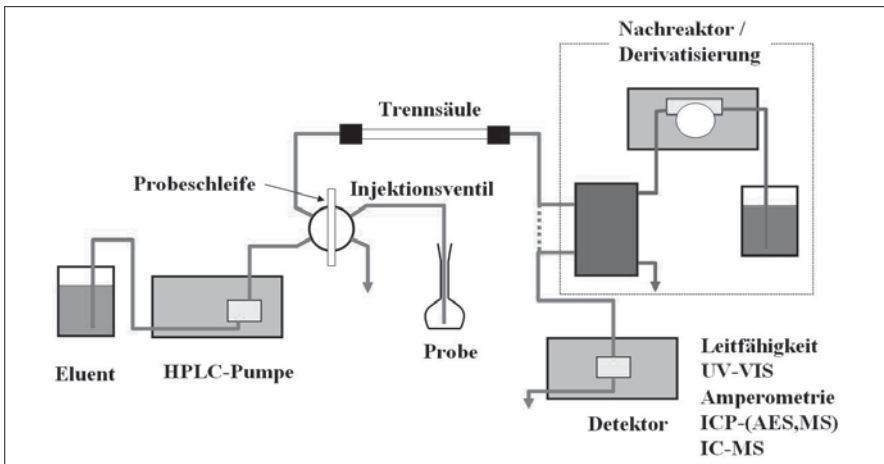 Nachreaktor /
Derivatisierung
Trennsäule
Probeschleife
Injektionsventil
Eluent
HPLC-Pumpe
Probe
Detektor
Leitfähigkeit
UV-VIS
Amperometrie
ICP-(AES,MS)
IC-MS